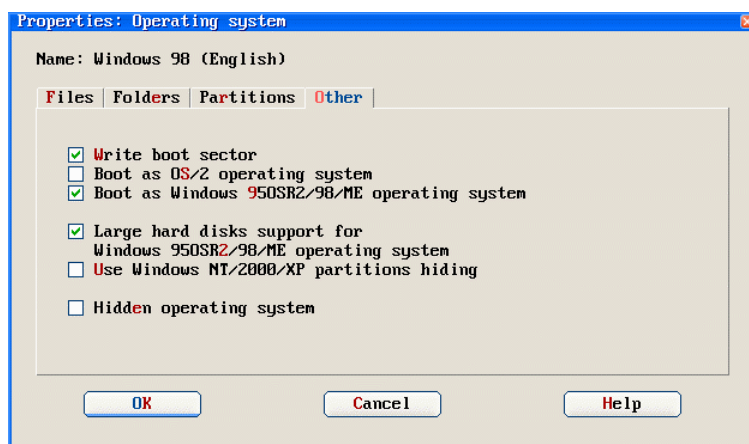 Properties: Operating system
Name: Windows 98 (English)
Files Folders Partitions Other
Write boot sector
Boot as OS/2 operating system
Boot as Windows 95OSR2/98/ME operating system
Large hard disks support for
Windows 95OSR2/98/ME operating system
Use Windows NT/2000/XP partitions hiding
Hidden operating system
OK Cancel Help